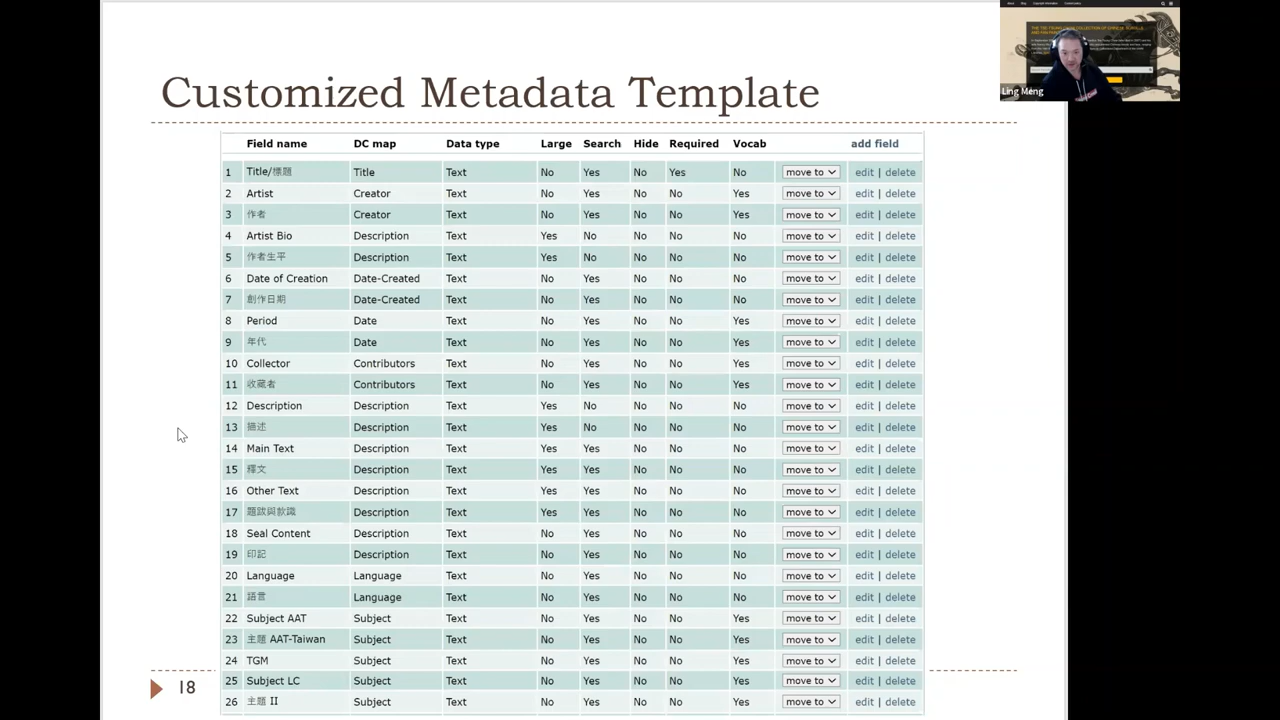 Ling Meng
Customized Metadata Template
Field name DC map Data type Large Search Hide Required Vocab add field
1 Title/標題 Title Text No Yes No Yes No move to edit | delete
2 Artist Creator Text No Yes No No Yes move to edit | delete
3 作者 Creator Text No Yes No No Yes move to edit | delete
4 Artist Bio Description Text Yes No No No No move to edit | delete
5 作者生平 Description Text Yes No No No No move to edit | delete
6 Date of Creation Date-Created Text No Yes No No No move to edit | delete
7 創作日期 Date-Created Text No Yes No No No move to edit | delete
8 Period Date Text No Yes No No Yes move to edit | delete
9 年代 Date Text No Yes No No Yes move to edit | delete
10 Collector Contributors Text No Yes No No Yes move to edit | delete
11 收藏者 Contributors Text No Yes No No Yes move to edit | delete
12 Description Description Text Yes No No No No move to edit | delete
13 描述 Description Text Yes No No No No move to edit | delete
14 Main Text Description Text Yes Yes No No No move to edit | delete
15 釋文 Description Text Yes Yes No No No move to edit | delete
16 Other Text Description Text Yes Yes No No No move to edit | delete
17 題跋與款識 Description Text Yes Yes No No No move to edit | delete
18 Seal Content Description Text No Yes No No No move to edit | delete
19 印記 Description Text No Yes No No No move to edit | delete
20 Language Language Text No Yes No No No move to edit | delete
21 語言 Language Text No Yes No No No move to edit | delete
22 Subject AAT Subject Text No Yes No No Yes move to edit | delete
23 主題 AAT-Taiwan Subject Text No Yes No No Yes move to edit | delete
24 TGM Subject Text No Yes No No Yes move to edit | delete
25 Subject LC Subject Text No Yes No No Yes move to edit | delete
26 主題 II Subject Text No Yes No No Yes move to edit | delete
18